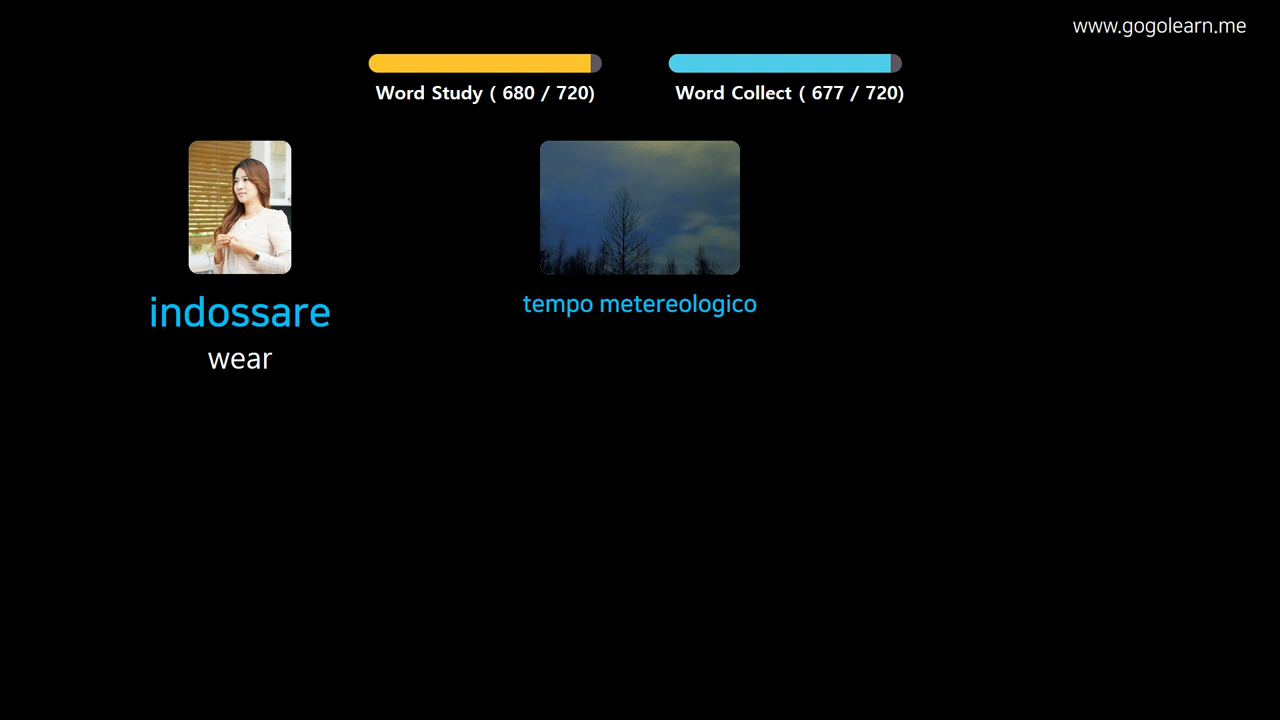 www.gogolearn.me
Word Study ( 680 / 720)
Word Collect ( 677 / 720)
indossare
wear
tempo metereologico